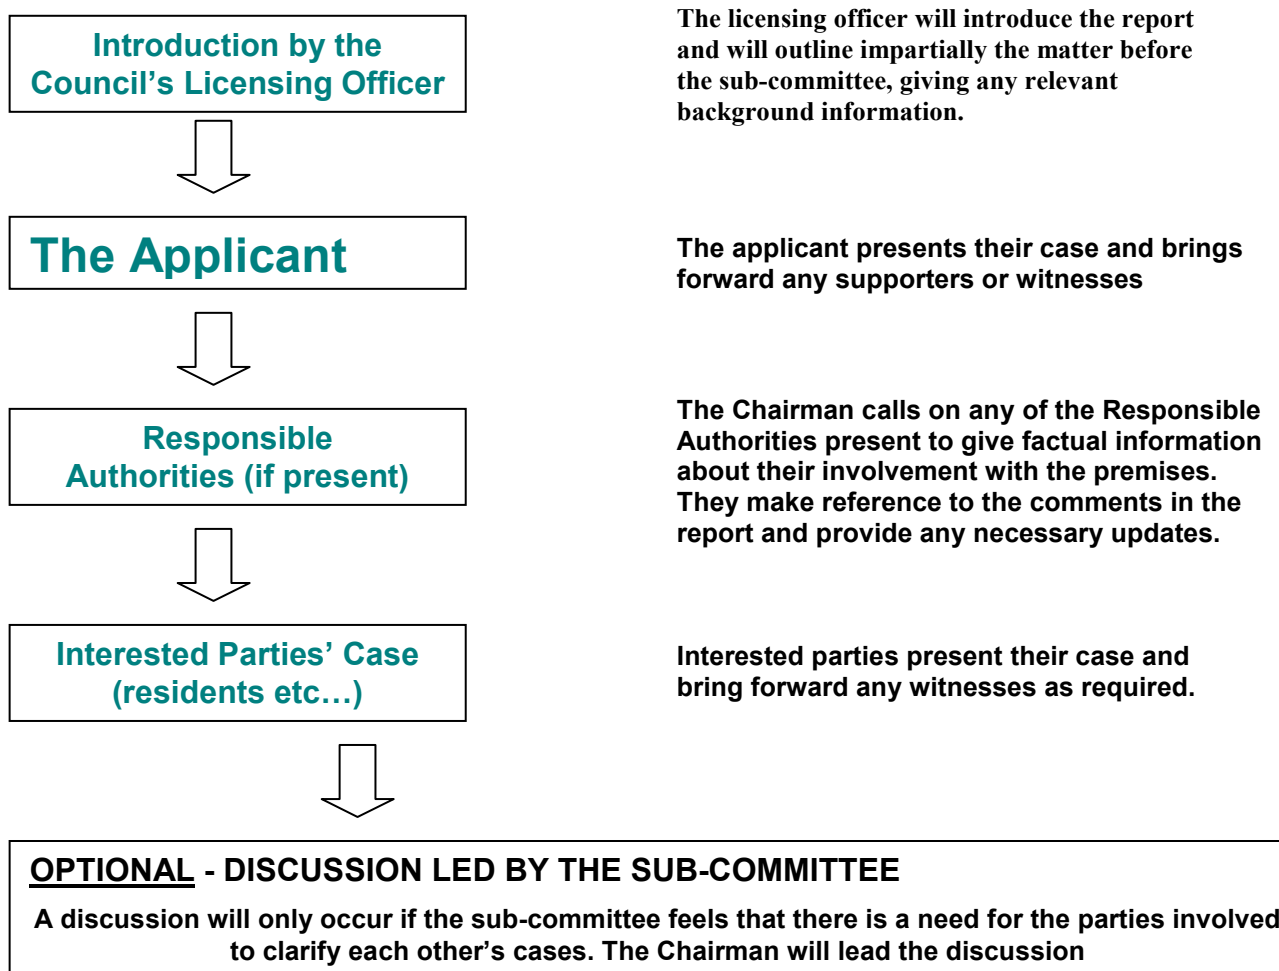 Introduction by the
Council’s Licensing Officer
The licensing officer will introduce the report
and will outline impartially the matter before
the sub-committee, giving any relevant
background information.
The Applicant
The applicant presents their case and brings
forward any supporters or witnesses
Responsible
Authorities (if present)
The Chairman calls on any of the Responsible
Authorities present to give factual information
about their involvement with the premises.
They make reference to the comments in the
report and provide any necessary updates.
Interested Parties’ Case
(residents etc…)
Interested parties present their case and
bring forward any witnesses as required.
OPTIONAL - DISCUSSION LED BY THE SUB-COMMITTEE
A discussion will only occur if the sub-committee feels that there is a need for the parties involved
to clarify each other’s cases. The Chairman will lead the discussion